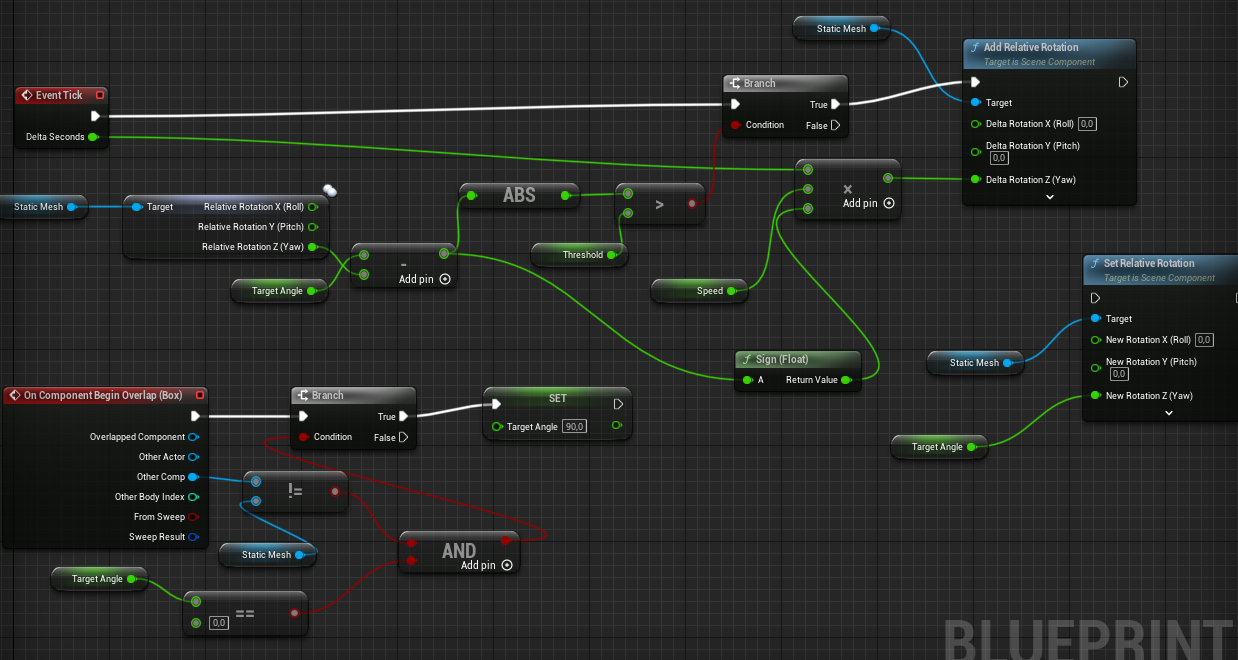 Static Mesh
Add Relative Rotation
Target is Scene Component
Target
Delta Rotation X (Roll) 0,0
Delta Rotation Y (Pitch)
0,0
Delta Rotation Z (Yaw)
Event Tick
Delta Seconds
Branch
True
Condition
False
Static Mesh
Target
Relative Rotation X (Roll)
Relative Rotation Y (Pitch)
Relative Rotation Z (Yaw)
Target Angle
-
Add pin
ABS
>
Threshold
x
Add pin
Speed
Sign (Float)
A
Return Value
Set Relative Rotation
Target is Scene Component
Target
New Rotation X (Roll) 0,0
New Rotation Y (Pitch)
0,0
New Rotation Z (Yaw)
Static Mesh
Target Angle
On Component Begin Overlap (Box)
Overlapped Component
Other Actor
Other Comp
Other Body Index
From Sweep
Sweep Result
Branch
True
Condition
False
SET
Target Angle 90,0
!=
Static Mesh
AND
Add pin
Target Angle
==
0,0
BLUEPRINT